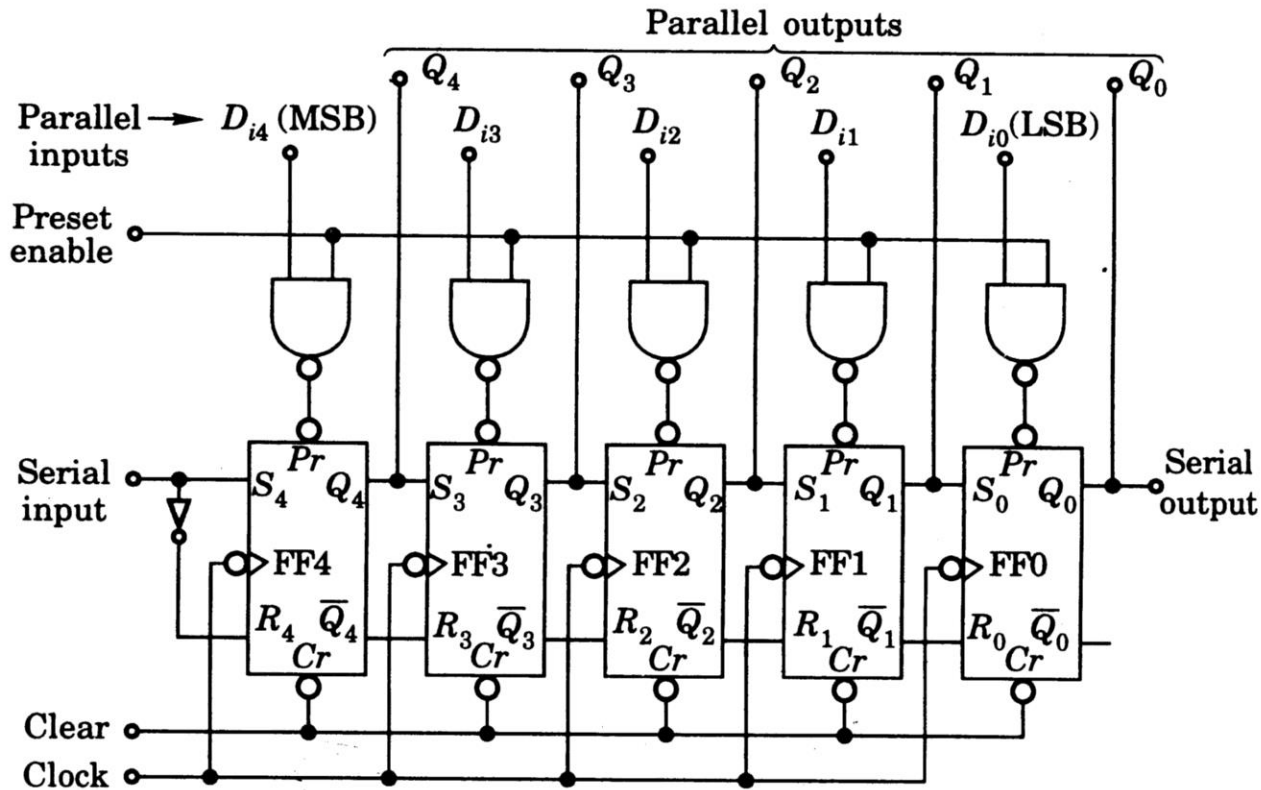 Parallel outputs
Q4 Q3 Q2 Q1 Q0
Parallel inputs
Di4 (MSB) Di3 Di2 Di1 Di0 (LSB)
Preset enable
Pr Pr Pr Pr Pr
Serial input
S4 Q4 S3 Q3 S2 Q2 S1 Q1 S0 Q0
Serial output
FF4 FF3 FF2 FF1 FF0
R4 Q̅4 R3 Q̅3 R2 Q̅2 R1 Q̅1 R0 Q̅0
Cr Cr Cr Cr Cr
Clear
Clock